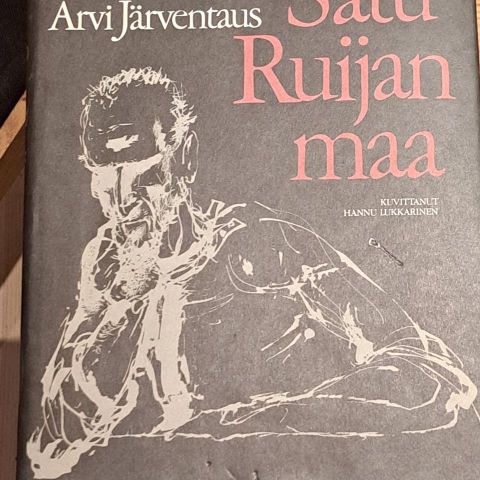 Arvi Järventaus
Satu
Ruijan
maa
KUVITTANUT
HANNU LUKKARINEN